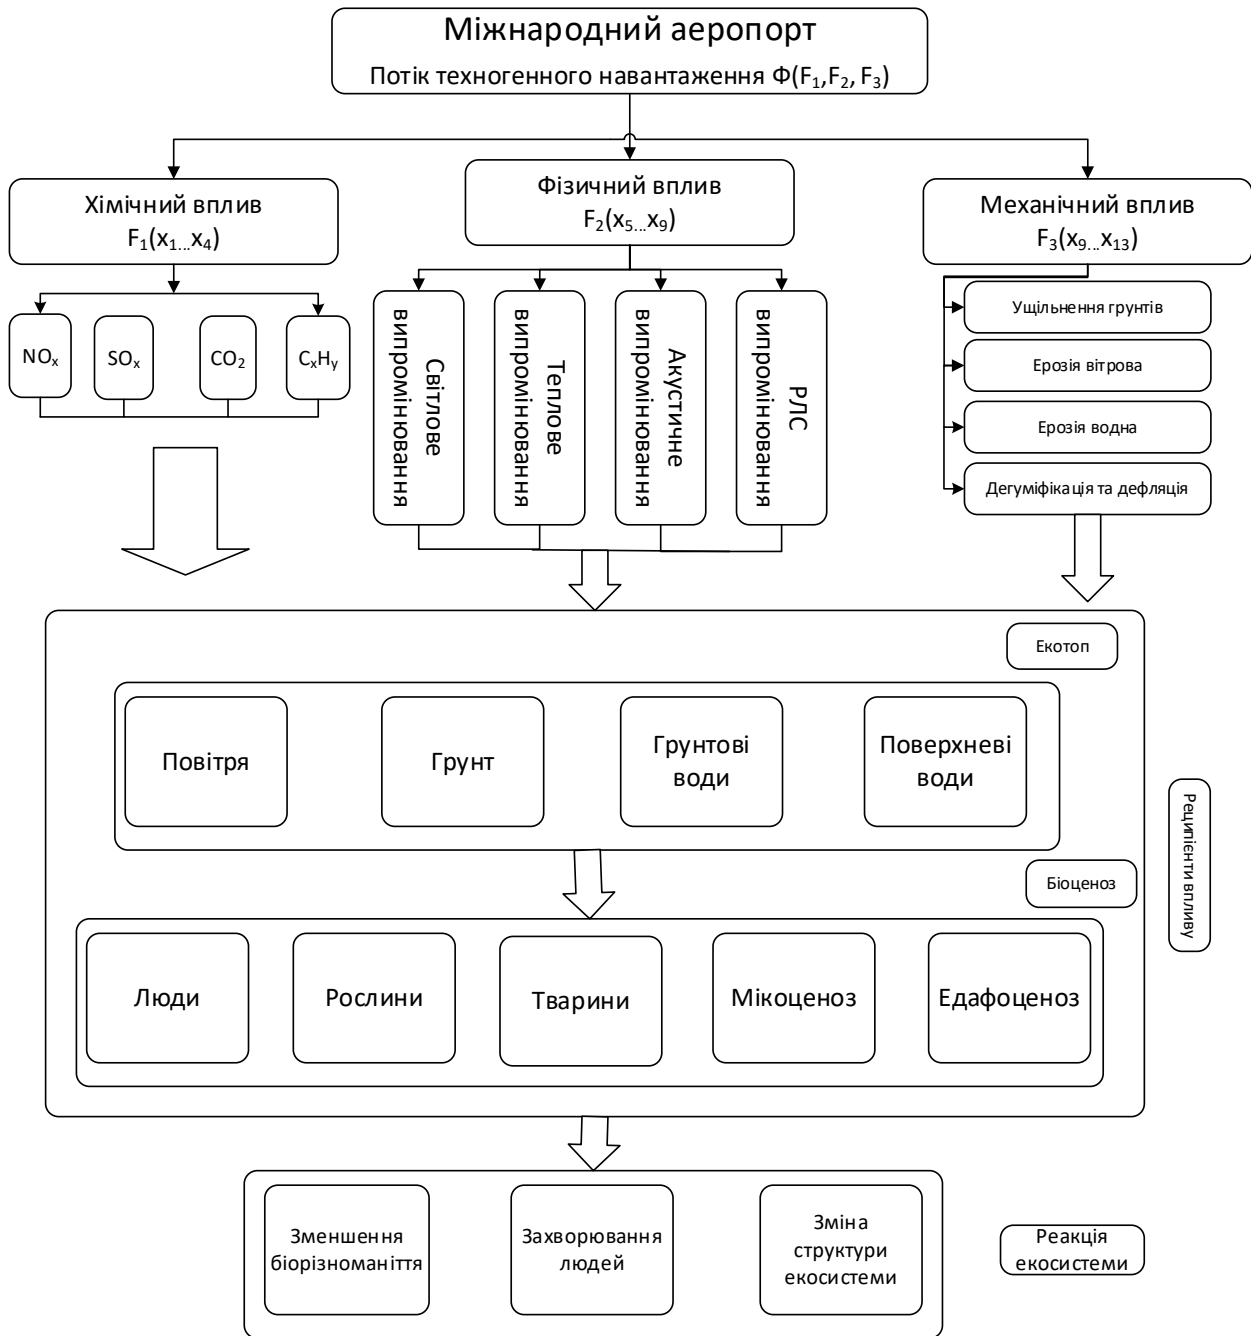 Міжнародний аеропорт
Потік техногенного навантаження Ф(F₁,F₂, F₃)
Хімічний вплив
F₁(x₁...x₄)
Фізичний вплив
F₂(x₅...x₉)
Механічний вплив
F₃(x₉...x₁₃)
NOₓ
SOₓ
CO₂
CₓHᵧ
Світлове
випромінювання
Теплове
випромінювання
Акустичне
випромінювання
РЛС
випромінювання
Ущільнення грунтів
Ерозія вітрова
Ерозія водна
Дегуміфікація та дефляція
Екотоп
Повітря
Грунт
Грунтові
води
Поверхневі
води
Реципієнти впливу
Біоценоз
Люди
Рослини
Тварини
Мікоценоз
Едафоценоз
Зменшення
біорізноманіття
Захворювання
людей
Зміна
структури
екосистеми
Реакція
екосистеми